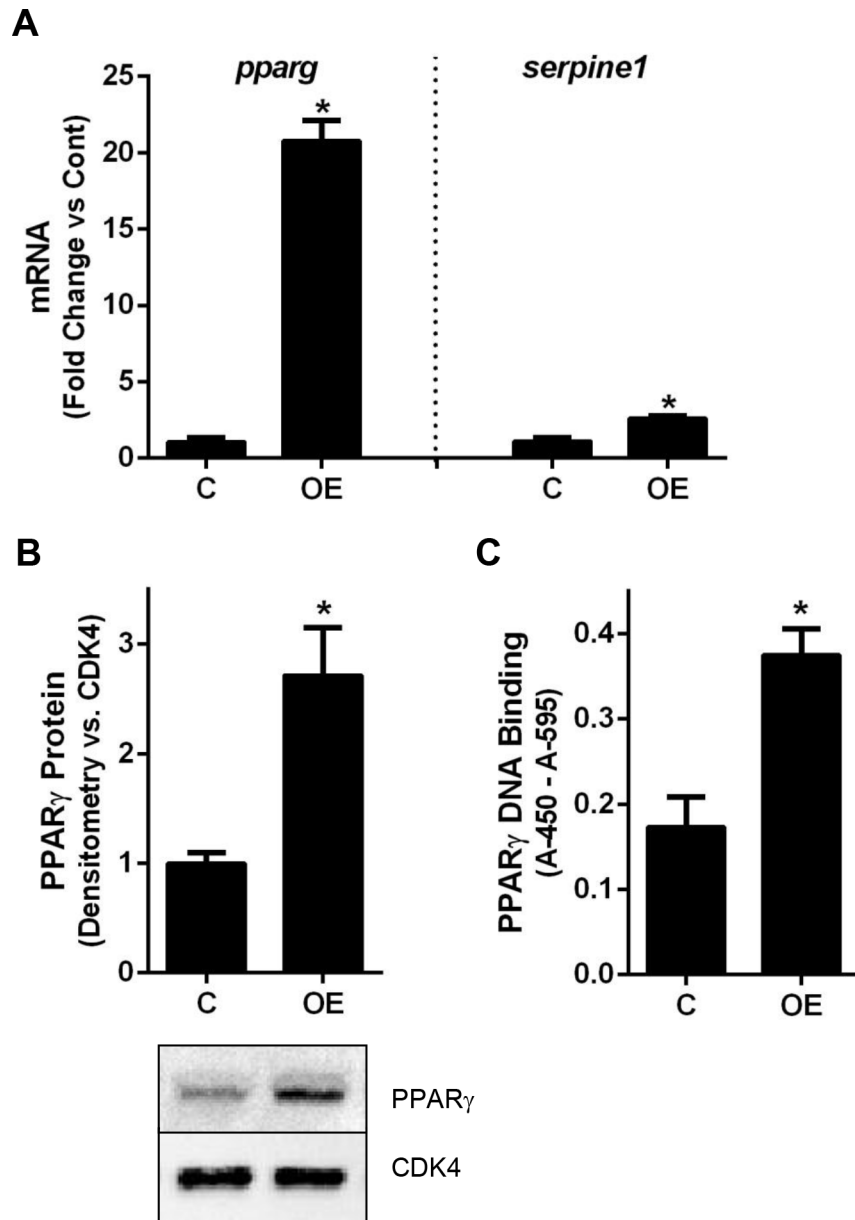 A
pparg
serpine1
mRNA
(Fold Change vs Cont)
25
20
15
10
5
0
*
*
C
OE
C
OE
B
PPARγ Protein
(Densitometry vs. CDK4)
3
2
1
0
*
C
OE
PPARγ
CDK4
C
PPARγ DNA Binding
(A-450 - A-595)
0.4
0.3
0.2
0.1
0.0
*
C
OE